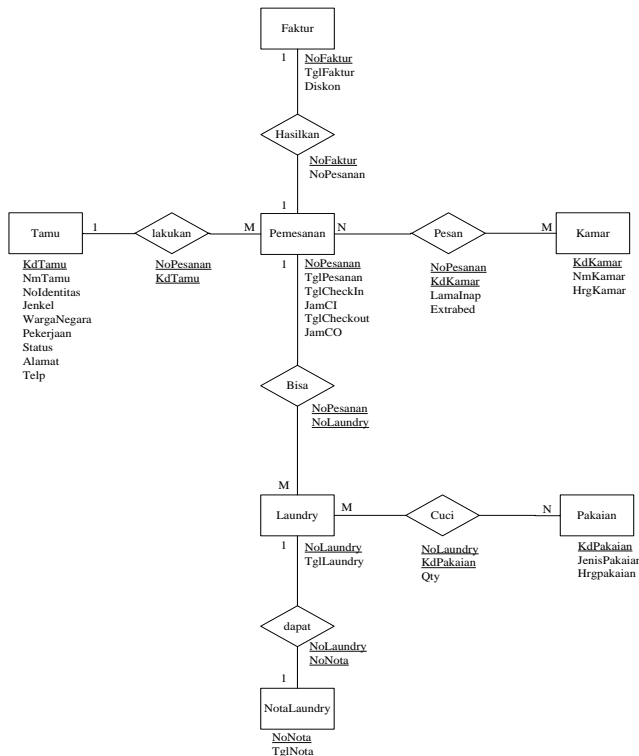 Faktur
1
NoFaktur
TglFaktur
Diskon
Hasilkan
NoFaktur
NoPesanan
1
Tamu
1
lakukan
M
Pemesanan
N
Pesan
M
Kamar
KdTamu
NmTamu
NoIdentitas
Jenkel
WargaNegara
Pekerjaan
Status
Alamat
Telp
NoPesanan
KdTamu
1
NoPesanan
TglPesanan
TglCheckIn
JamCI
TglCheckout
JamCO
NoPesanan
KdKamar
LamaInap
Extrabed
KdKamar
NmKamar
HrgKamar
Bisa
NoPesanan
NoLaundry
M
Laundry
M
Cuci
N
Pakaian
1
NoLaundry
TglLaundry
NoLaundry
KdPakaian
Qty
KdPakaian
JenisPakaian
Hrgpakaian
dapat
NoLaundry
NoNota
1
NotaLaundry
NoNota
TglNota